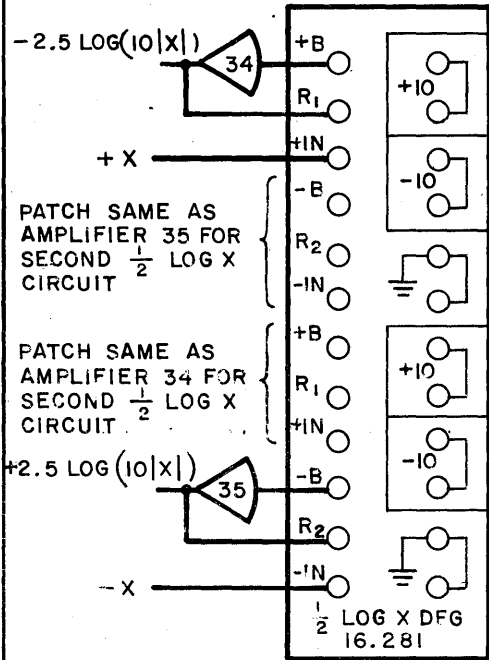 -2.5 LOG(10|X|)
34
+B
R1
+10
+IN
+X
-10
-B
PATCH SAME AS
AMPLIFIER 35 FOR
SECOND 1/2 LOG X
CIRCUIT
R2
-IN
+B
PATCH SAME AS
AMPLIFIER 34 FOR
SECOND 1/2 LOG X
CIRCUIT
R1
+10
+IN
+2.5 LOG(10|X|)
35
-B
-10
R2
-IN
-X
1/2 LOG X DFG
16.281